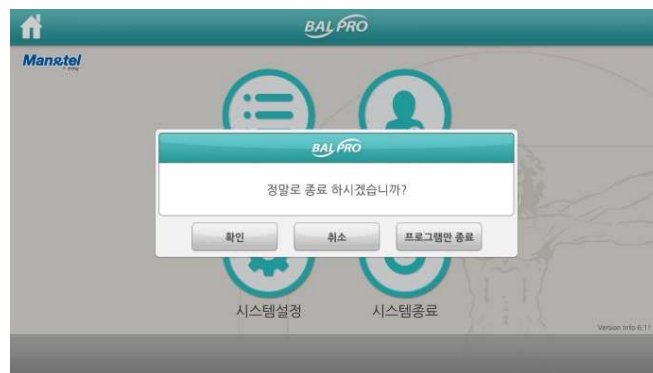 BAL PRO
Man&tel
BAL PRO
정말로 종료 하시겠습니까?
확인 취소 프로그램만 종료
시스템설정 시스템종료
Version Info 6.11